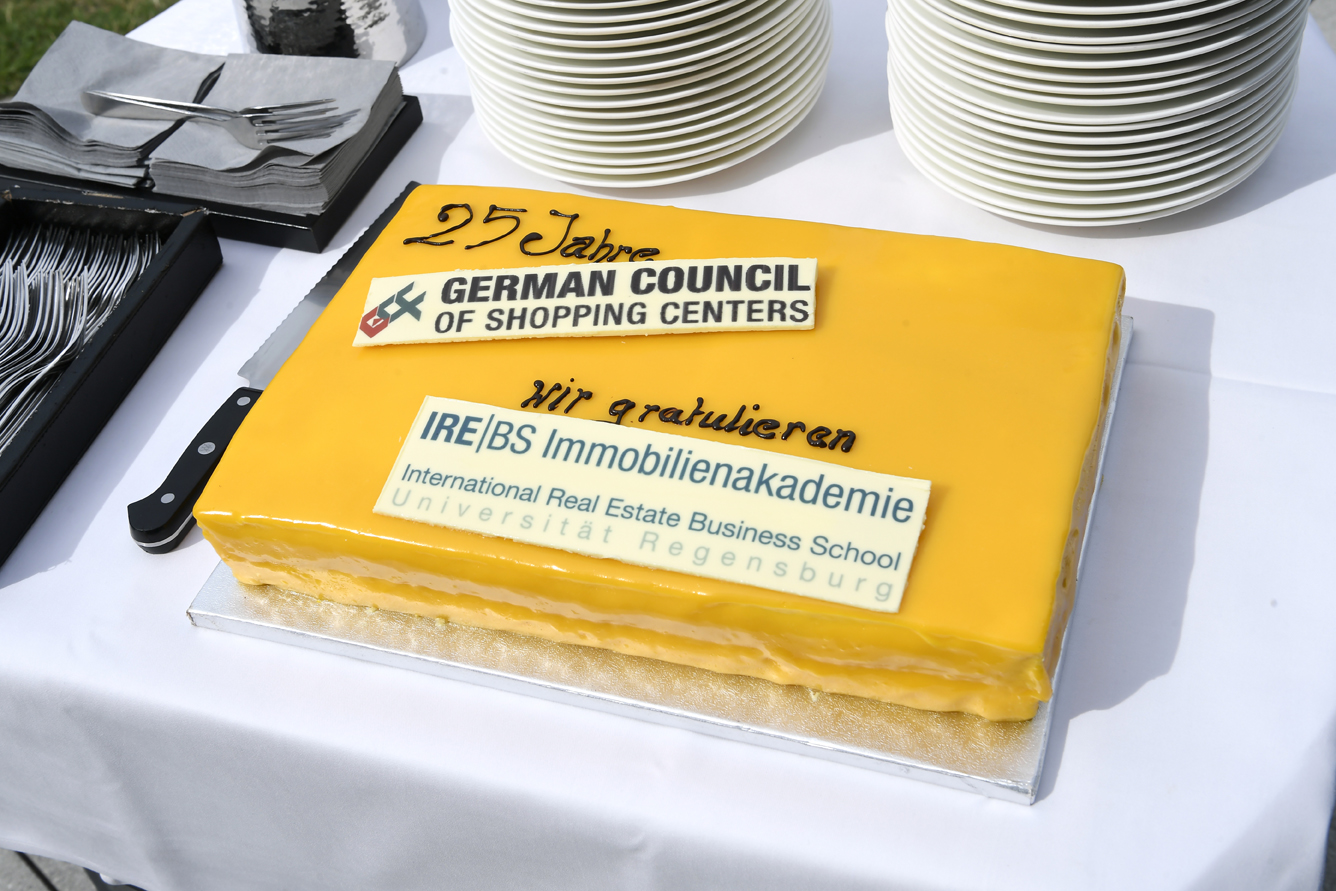 25 Jahre
GERMAN COUNCIL
OF SHOPPING CENTERS
Wir gratulieren
IRE|BS Immobilienakademie
International Real Estate Business School
Universität Regensburg